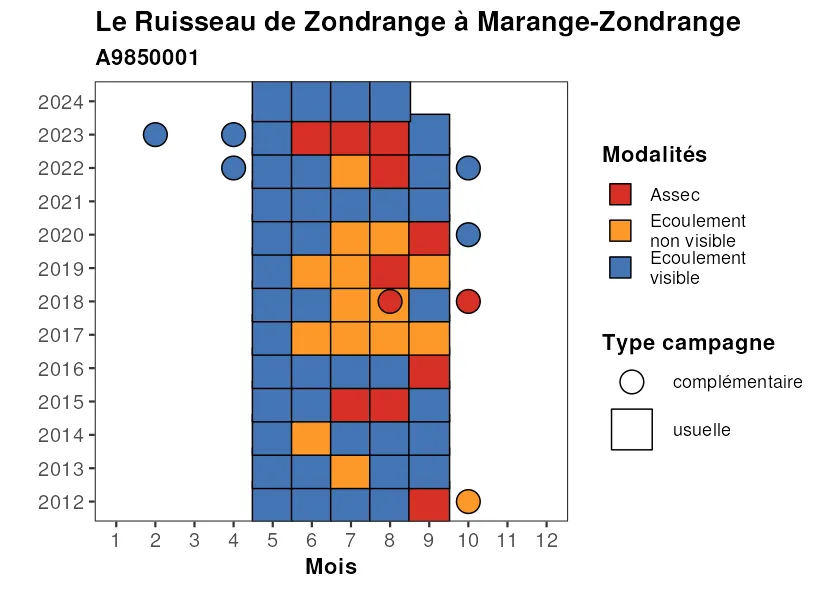 Le Ruisseau de Zondrange à Marange-Zondrange
A9850001
2024
2023
2022
2021
2020
2019
2018
2017
2016
2015
2014
2013
2012
1 2 3 4 5 6 7 8 9 10 11 12
Mois
Modalités
Assec
Ecoulement
non visible
Ecoulement
visible
Type campagne
complémentaire
usuelle